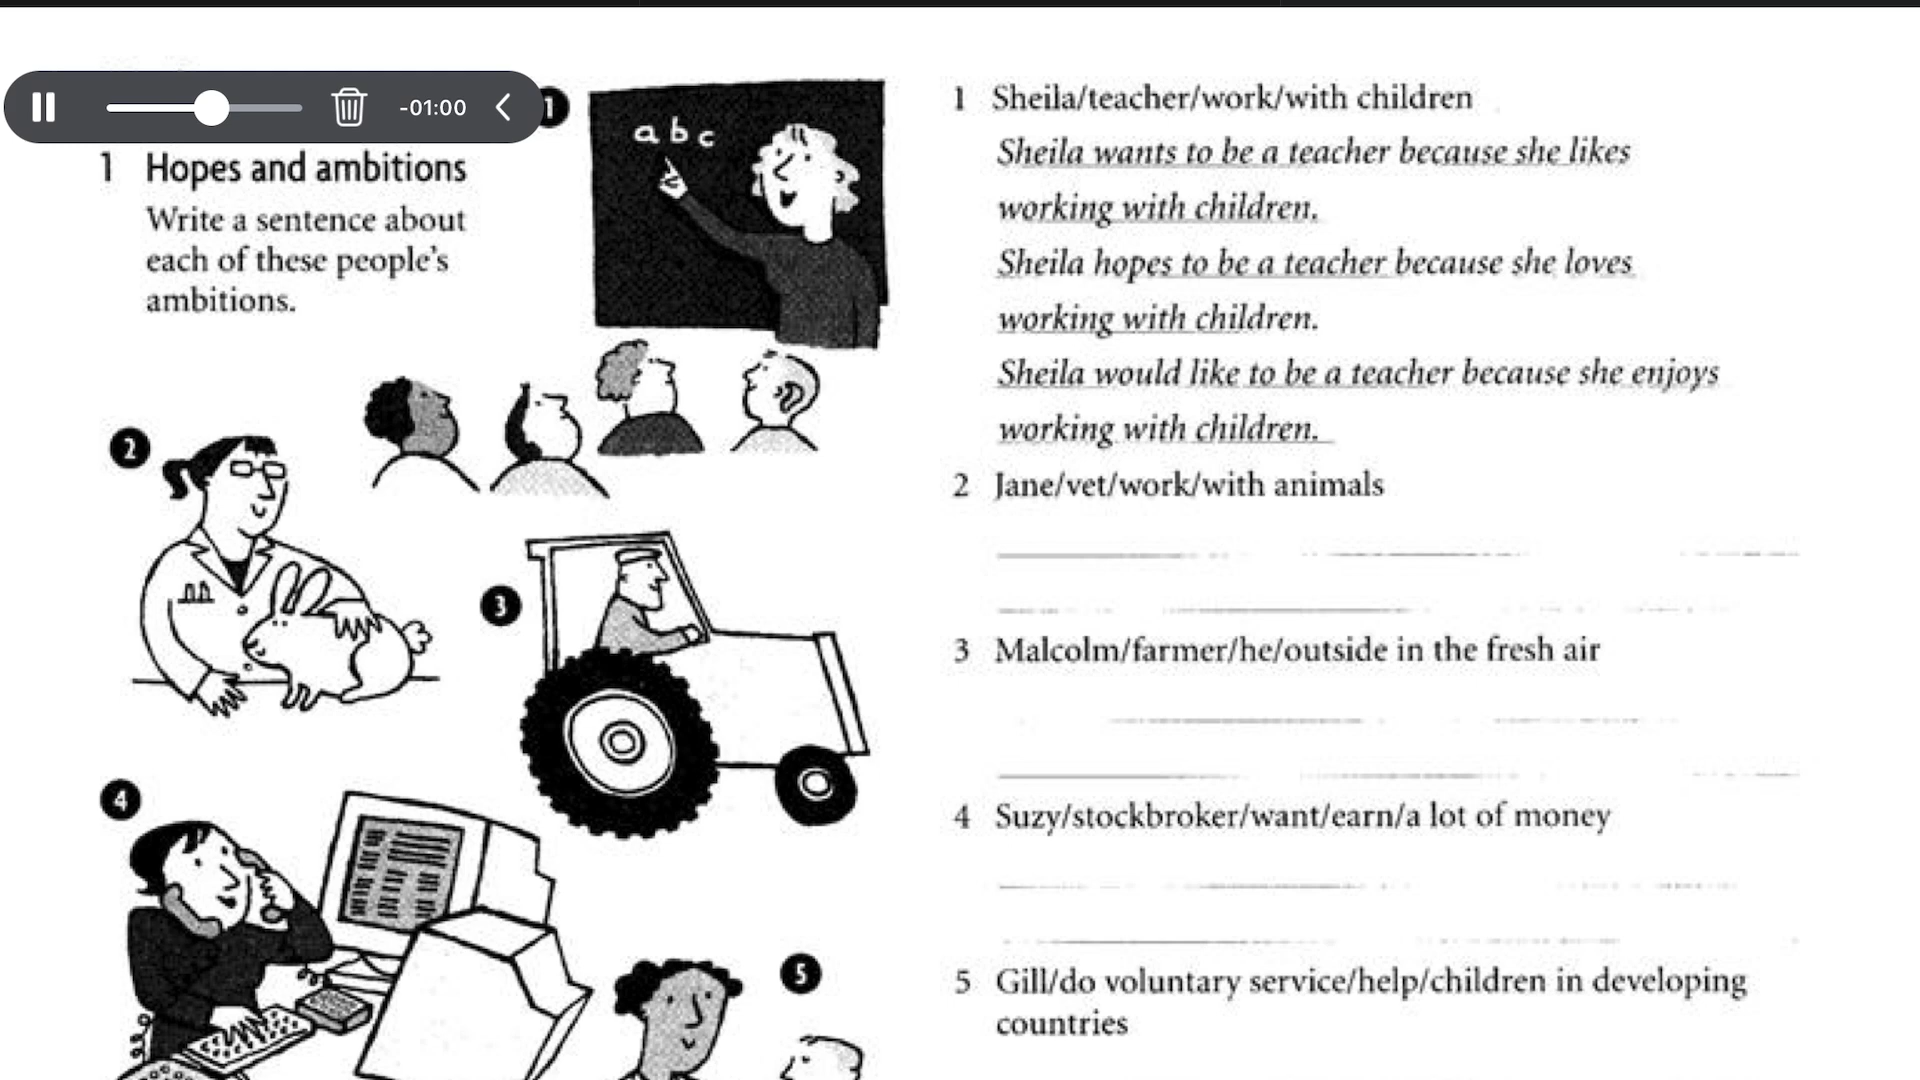 -01:00
1
1 Hopes and ambitions
Write a sentence about
each of these people's
ambitions.
a b c
2
3
4
5
1 Sheila/teacher/work/with children
Sheila wants to be a teacher because she likes
working with children.
Sheila hopes to be a teacher because she loves
working with children.
Sheila would like to be a teacher because she enjoys
working with children.
2 Jane/vet/work/with animals
3 Malcolm/farmer/he/outside in the fresh air
4 Suzy/stockbroker/want/earn/a lot of money
5 Gill/do voluntary service/help/children in developing
countries